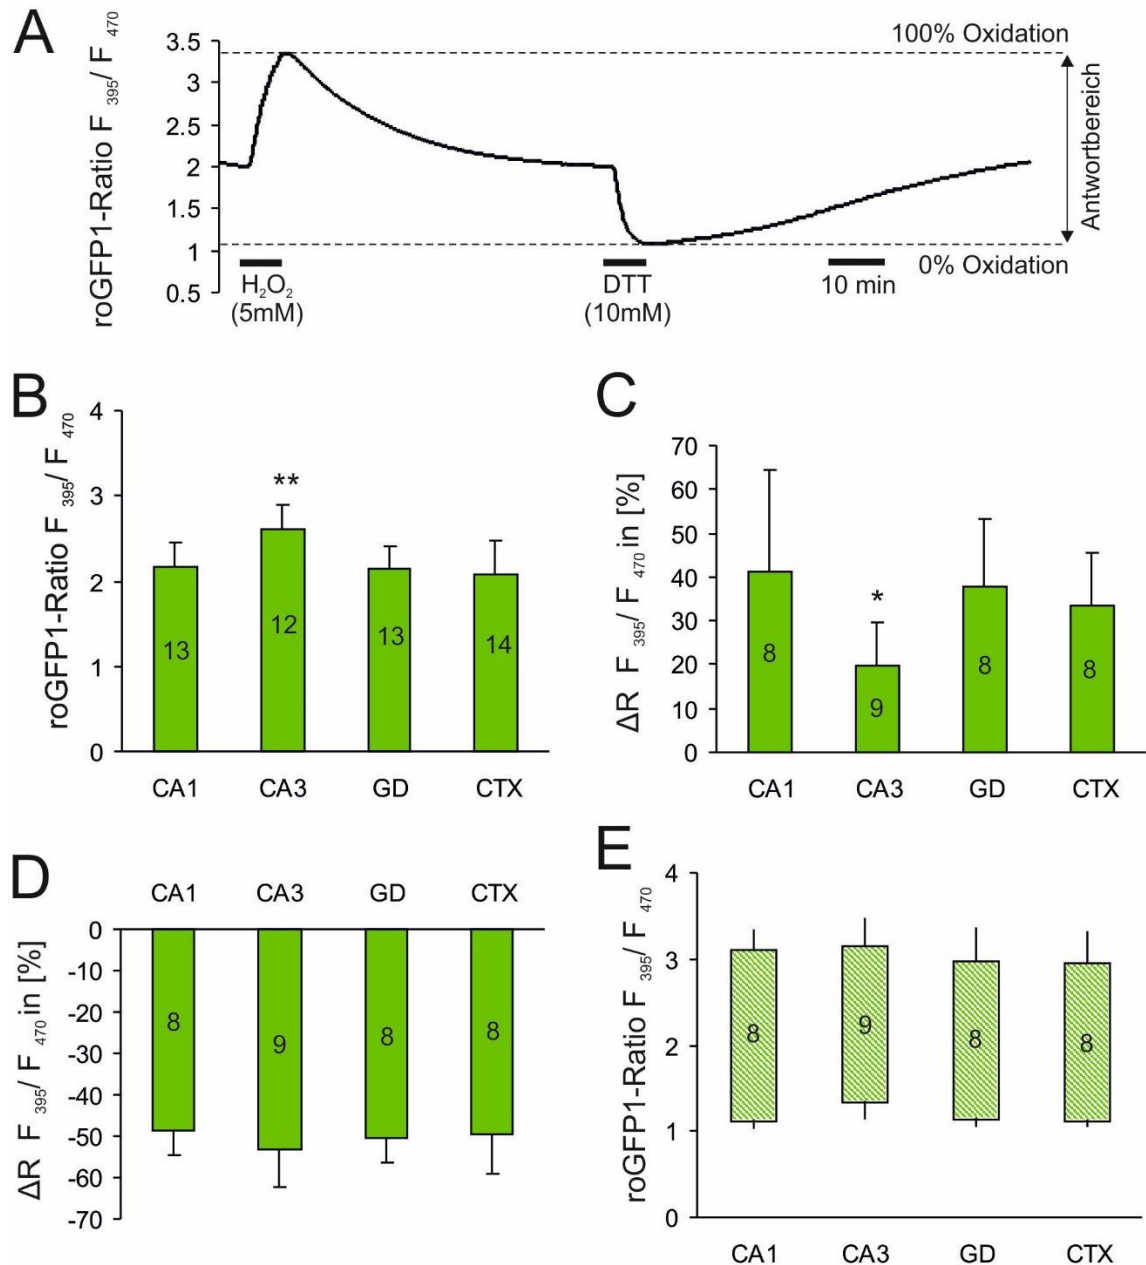 A
roGFP1-Ratio F 395/ F 470
3.5
3
2.5
2
1.5
1
0.5
100% Oxidation
Antwortbereich
0% Oxidation
H₂O₂
(5mM)
DTT
(10mM)
10 min
B
roGFP1-Ratio F 395/ F 470
4
3
2
1
0
**
13
12
13
14
CA1 CA3 GD CTX
C
ΔR F 395/ F 470 in [%]
70
60
50
40
30
20
10
0
*
8
9
8
8
CA1 CA3 GD CTX
D
ΔR F 395/ F 470 in [%]
CA1 CA3 GD CTX
0
-10
-20
-30
-40
-50
-60
-70
8
9
8
8
E
roGFP1-Ratio F 395/ F 470
4
3
2
1
0
8
9
8
8
CA1 CA3 GD CTX